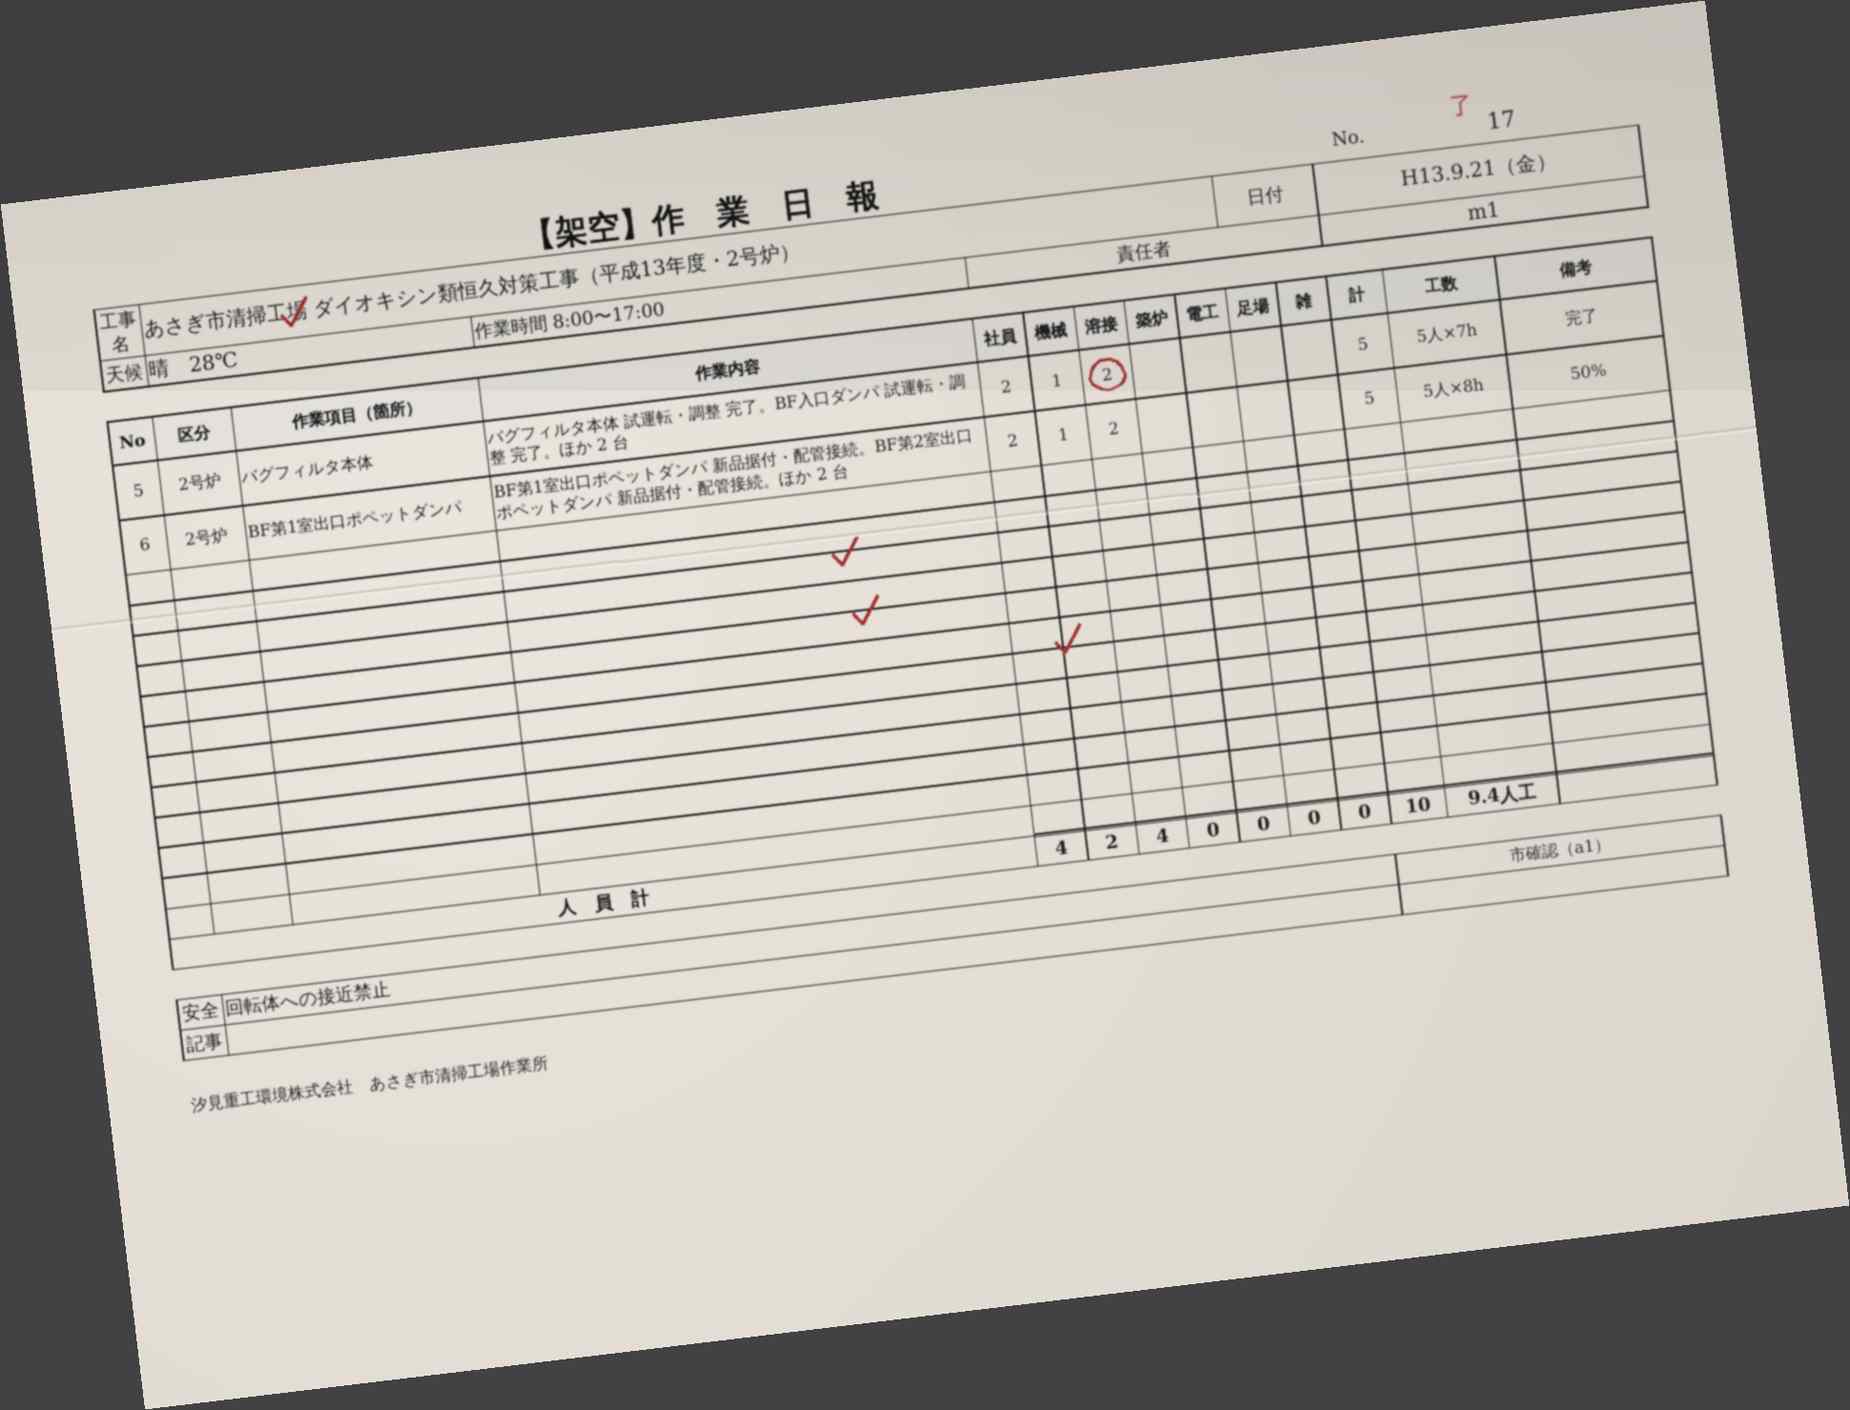 了
No. 17
【架空】作 業 日 報
工事名 あさぎ市清掃工場 ダイオキシン類恒久対策工事（平成13年度・2号炉） 日付 H13.9.21（金）
天候 晴 28℃ 作業時間 8:00〜17:00 責任者 m1
No 区分 作業項目（箇所） 作業内容 社員 機械 溶接 築炉 電工 足場 雑 計 工数 備考
5 2号炉 バグフィルタ本体 バグフィルタ本体 試運転・調整 完了。BF入口ダンパ 試運転・調
整 完了。ほか 2 台 2 1 2 5 5人×7h 完了
6 2号炉 BF第1室出口ポペットダンパ BF第1室出口ポペットダンパ 新品据付・配管接続。BF第2室出口
ポペットダンパ 新品据付・配管接続。ほか 2 台 2 1 2 5 5人×8h 50%
人 員 計 4 2 4 0 0 0 0 10 9.4人工
安全 回転体への接近禁止 市確認（a1）
記事
汐見重工環境株式会社 あさぎ市清掃工場作業所